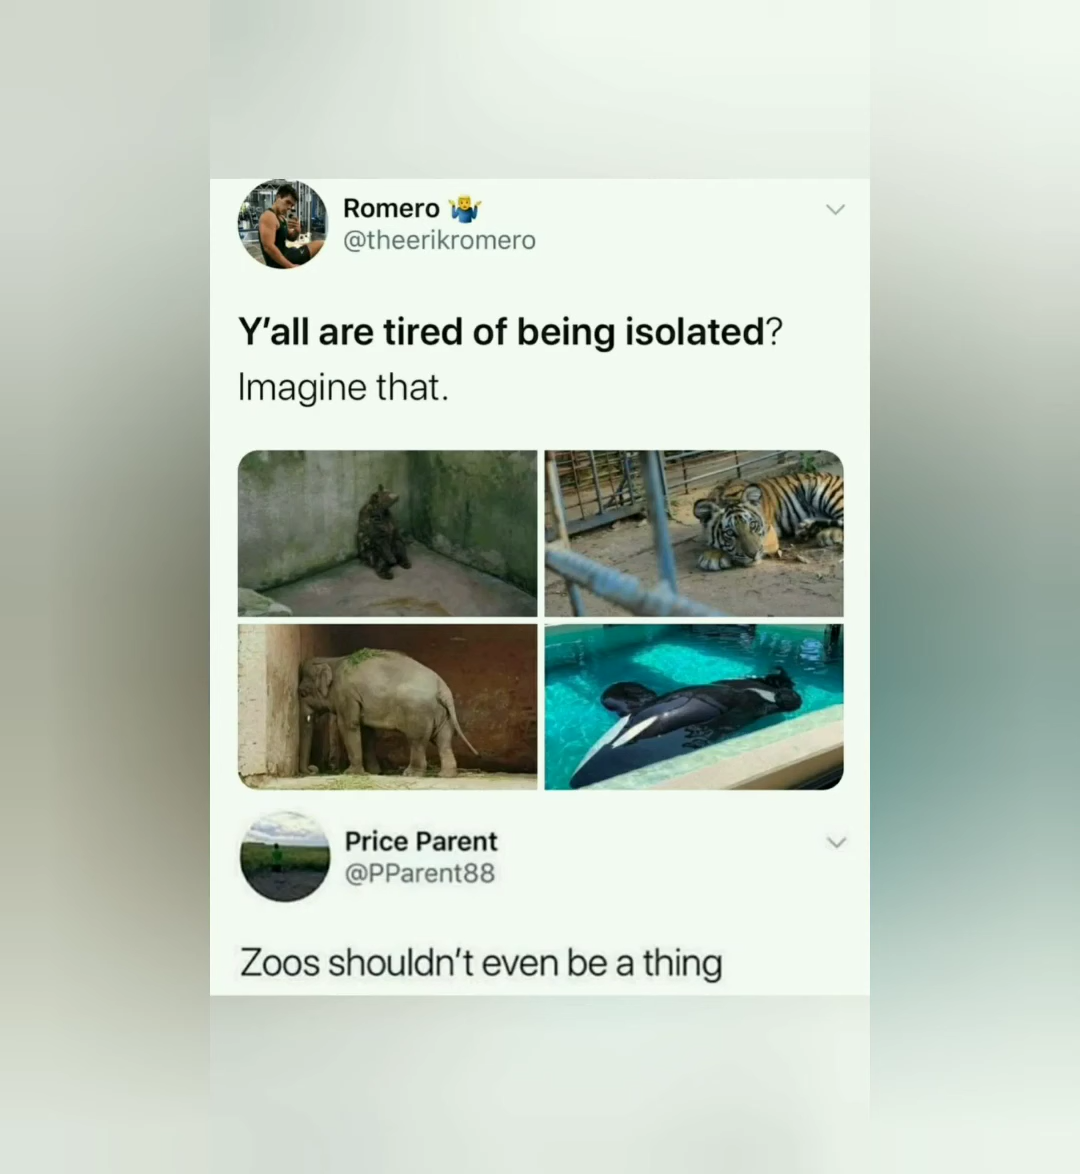 Romero 🤷‍♂️
@theerikromero
Y'all are tired of being isolated?
Imagine that.
Price Parent
@PParent88
Zoos shouldn't even be a thing